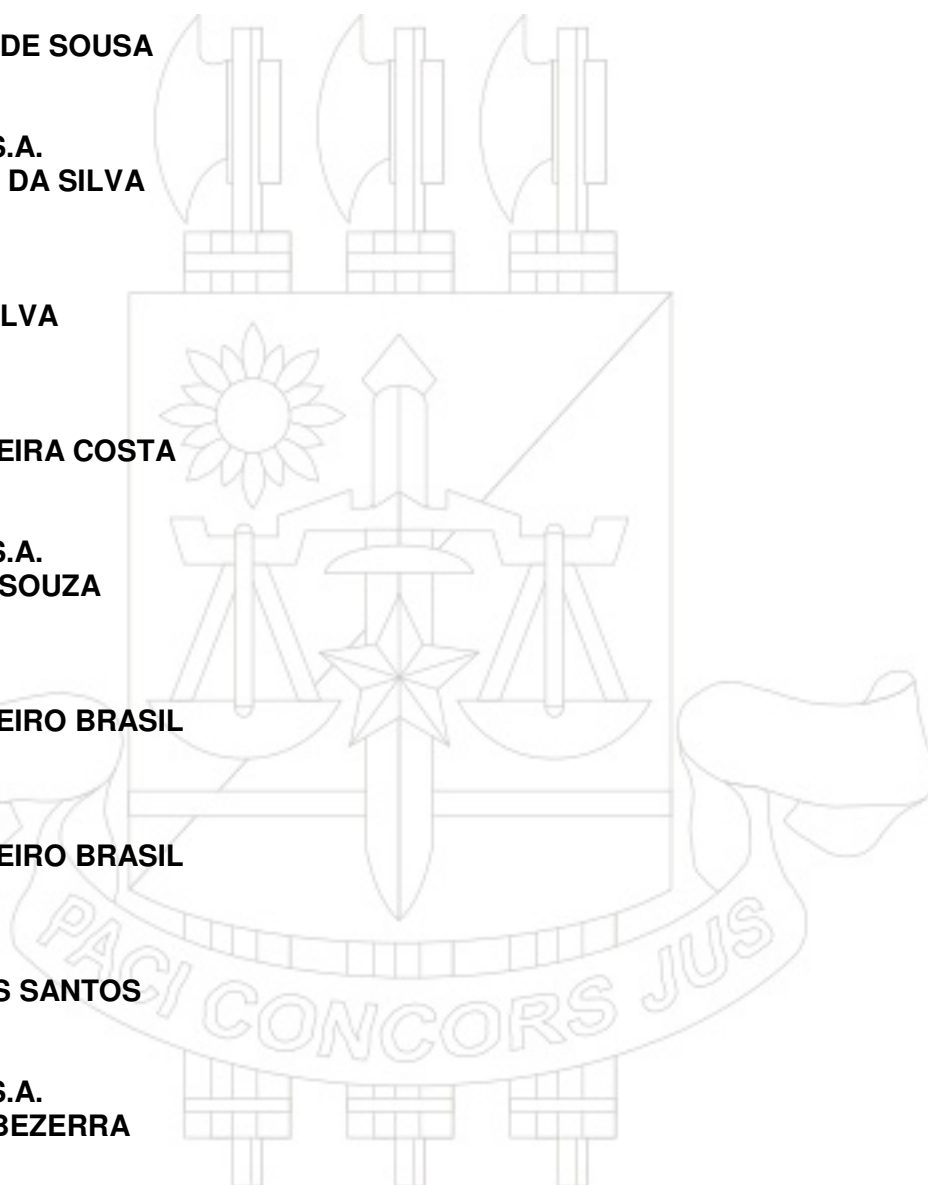 DE SOUSA
S.A.
DA SILVA
LVA
EIRA COSTA
S.A.
SOUZA
EIRO BRASIL
EIRO BRASIL
S SANTOS
PACI CONCORS JUS
S.A.
BEZERRA